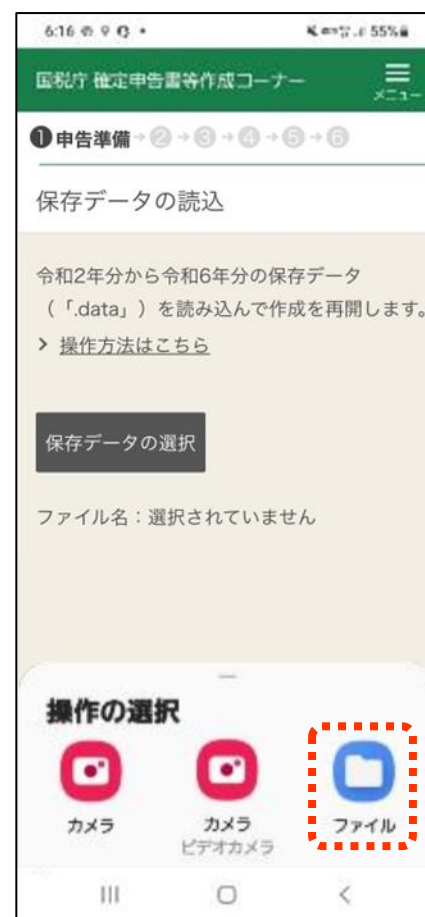 6:16
55%
国税庁 確定申告書等作成コーナー
メニュー
1 申告準備 → 2 → 3 → 4 → 5 → 6
保存データの読込
令和2年分から令和6年分の保存データ
（「.data」）を読み込んで作成を再開します。
> 操作方法はこちら
保存データの選択
ファイル名：選択されていません
操作の選択
カメラ
カメラ
ビデオカメラ
ファイル